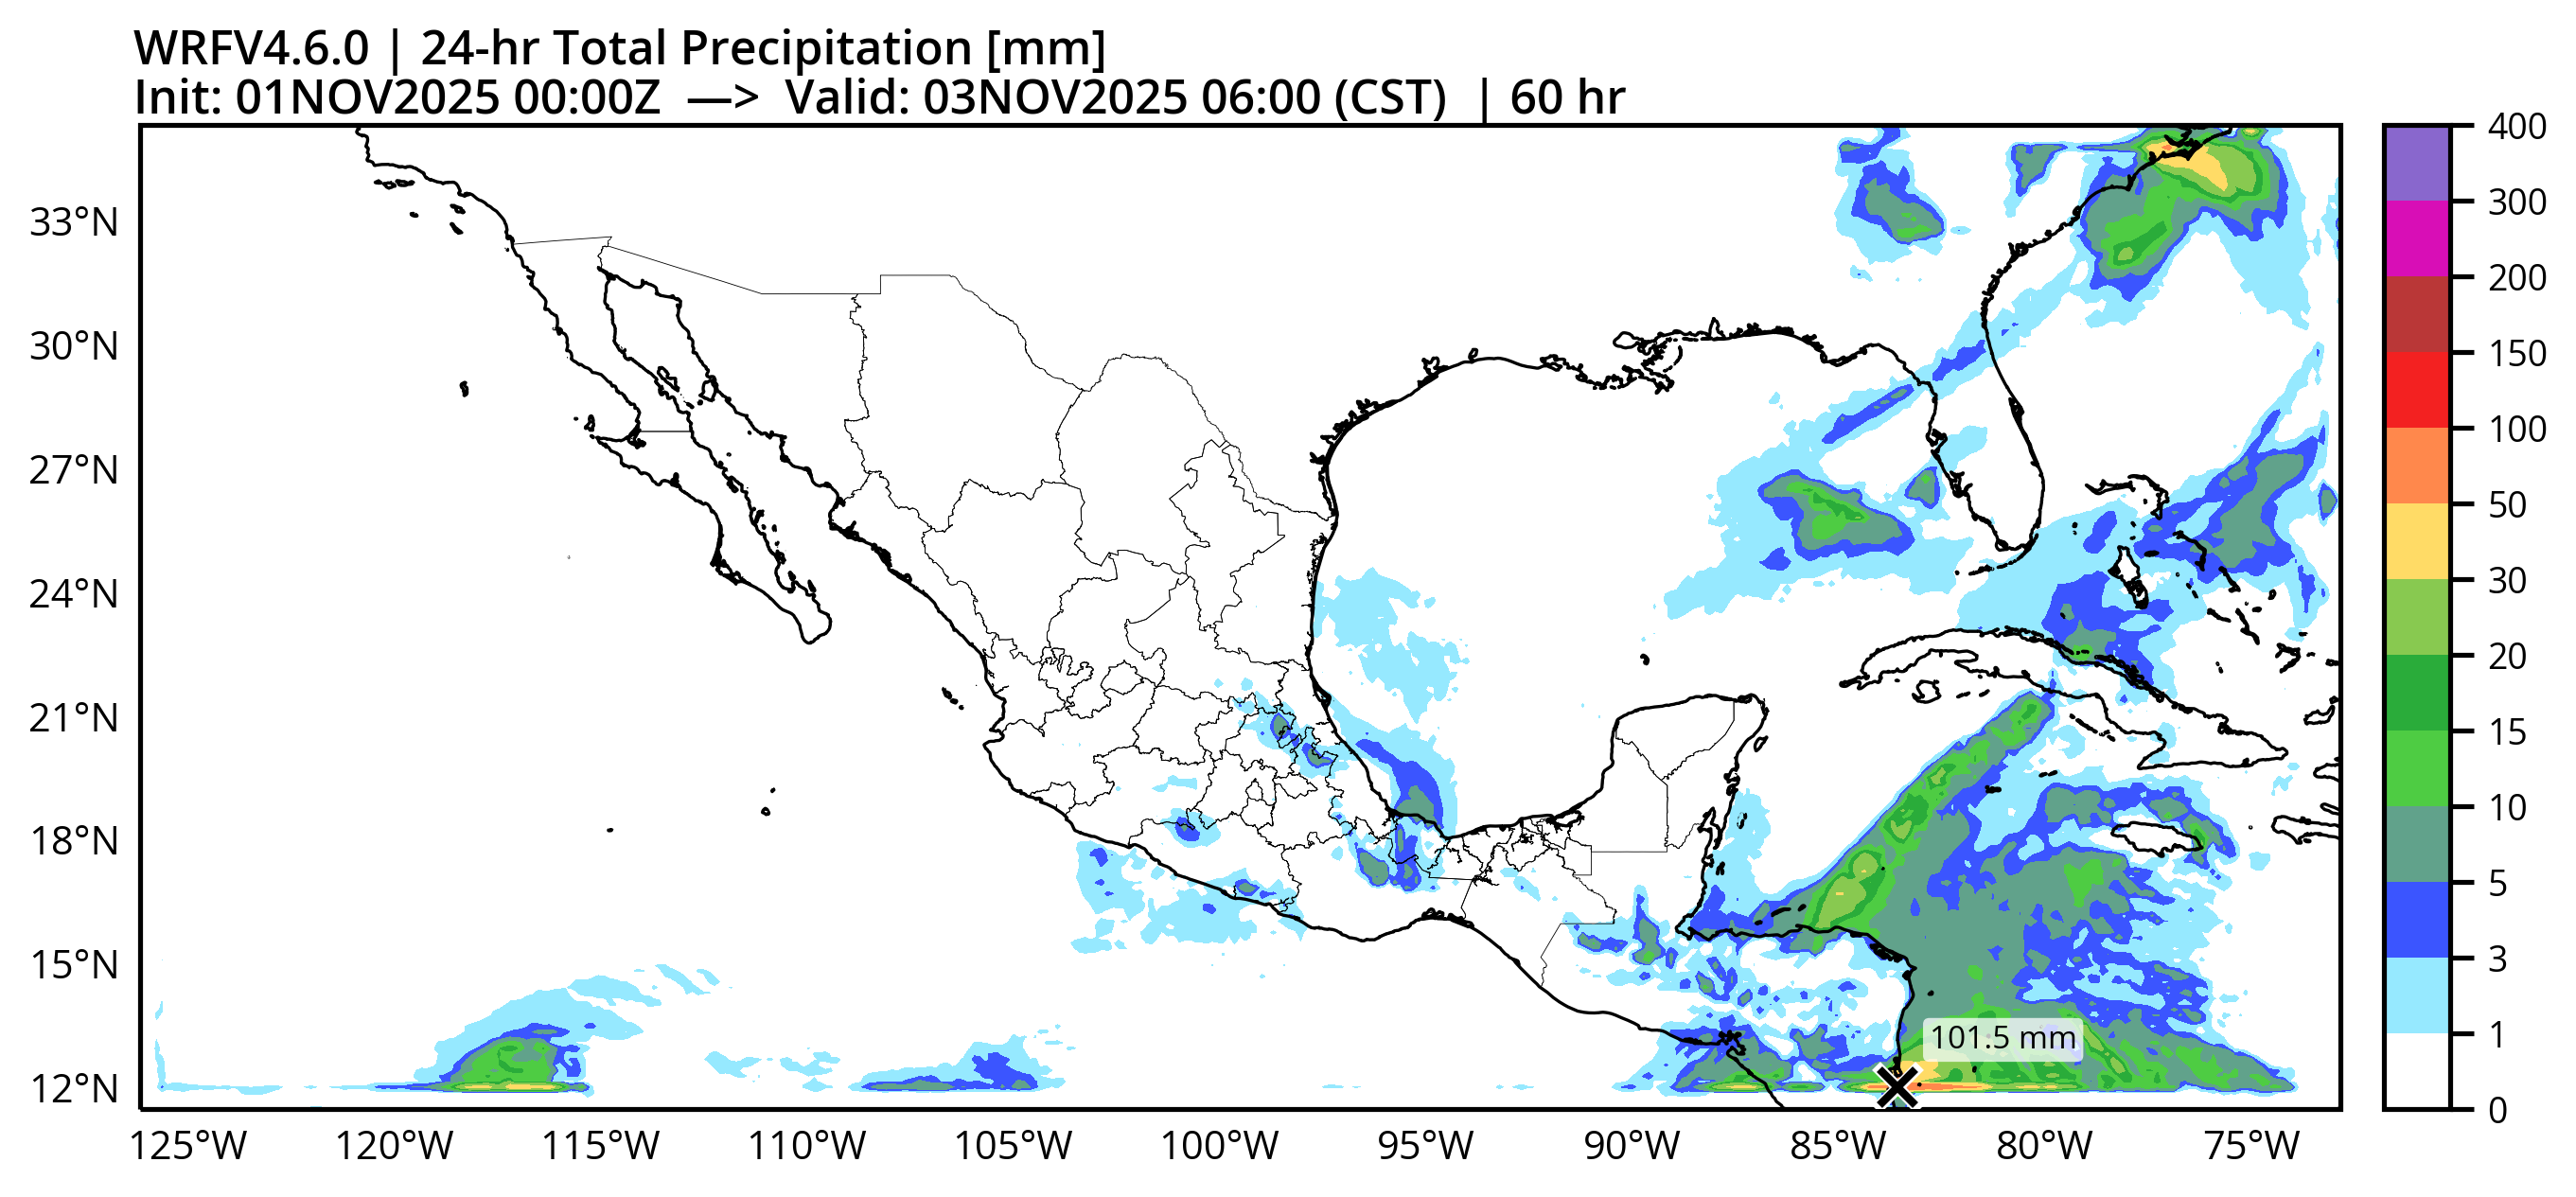 WRFV4.6.0 | 24-hr Total Precipitation [mm]
Init: 01NOV2025 00:00Z —> Valid: 03NOV2025 06:00 (CST) | 60 hr
33°N
30°N
27°N
24°N
21°N
18°N
15°N
12°N
125°W 120°W 115°W 110°W 105°W 100°W 95°W 90°W 85°W 80°W 75°W
101.5 mm
400
300
200
150
100
50
30
20
15
10
5
3
1
0